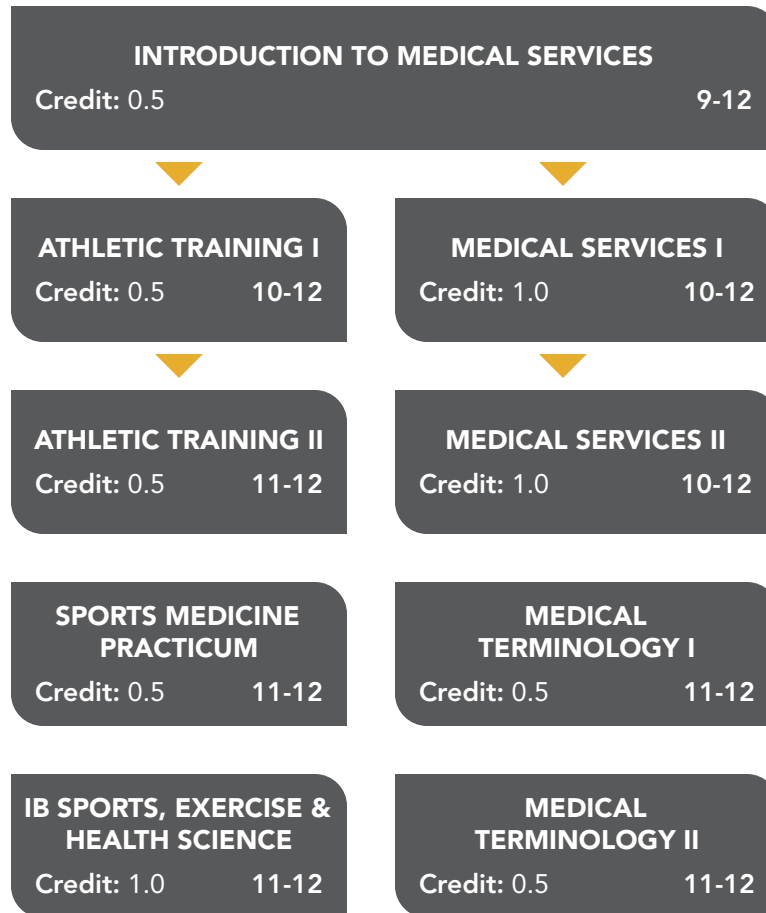 INTRODUCTION TO MEDICAL SERVICES
Credit: 0.5 9-12
ATHLETIC TRAINING I
Credit: 0.5 10-12
MEDICAL SERVICES I
Credit: 1.0 10-12
ATHLETIC TRAINING II
Credit: 0.5 11-12
MEDICAL SERVICES II
Credit: 1.0 10-12
SPORTS MEDICINE
PRACTICUM
Credit: 0.5 11-12
MEDICAL
TERMINOLOGY I
Credit: 0.5 11-12
IB SPORTS, EXERCISE &
HEALTH SCIENCE
Credit: 1.0 11-12
MEDICAL
TERMINOLOGY II
Credit: 0.5 11-12